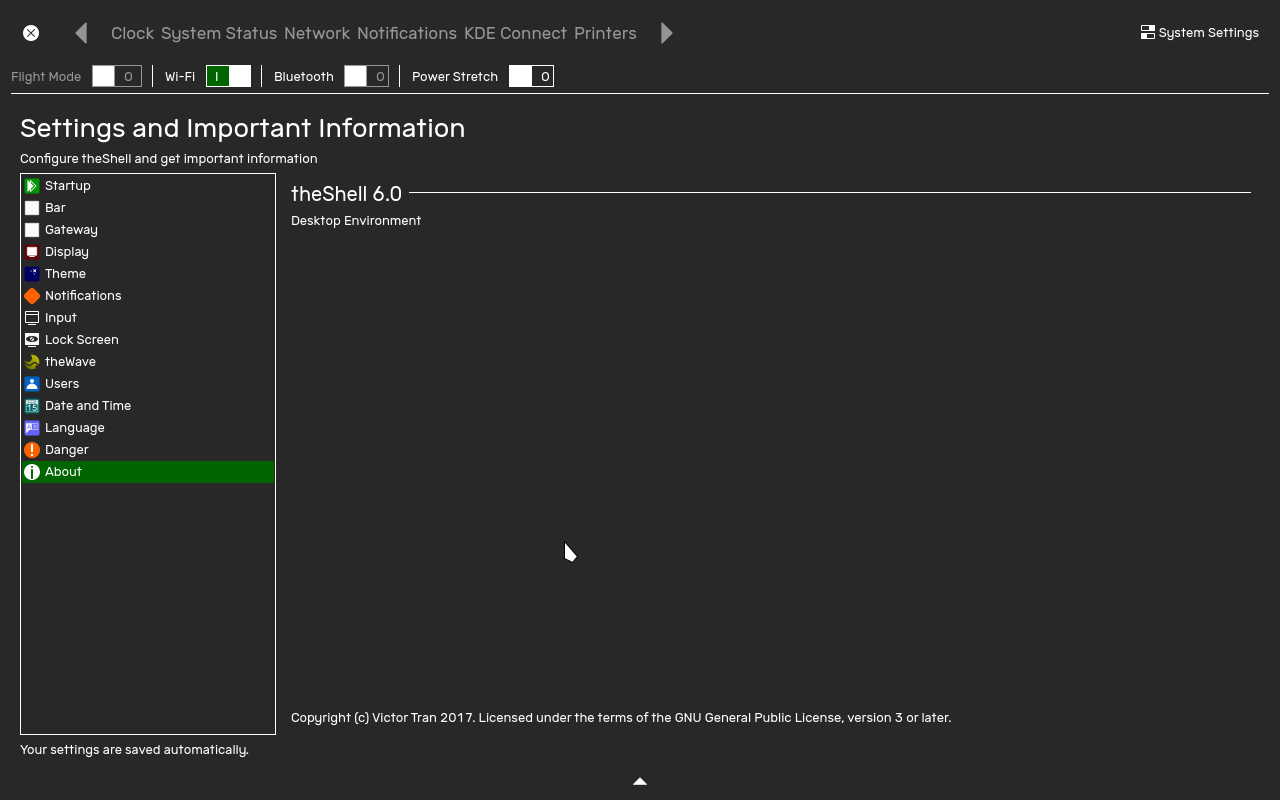 Clock System Status Network Notifications KDE Connect Printers
System Settings
Flight Mode O Wi-Fi I Bluetooth O Power Stretch O
Settings and Important Information
Configure theShell and get important information
Startup
Bar
Gateway
Display
Theme
Notifications
Input
Lock Screen
theWave
Users
Date and Time
Language
Danger
About
theShell 6.0
Desktop Environment
Copyright (c) Victor Tran 2017. Licensed under the terms of the GNU General Public License, version 3 or later.
Your settings are saved automatically.